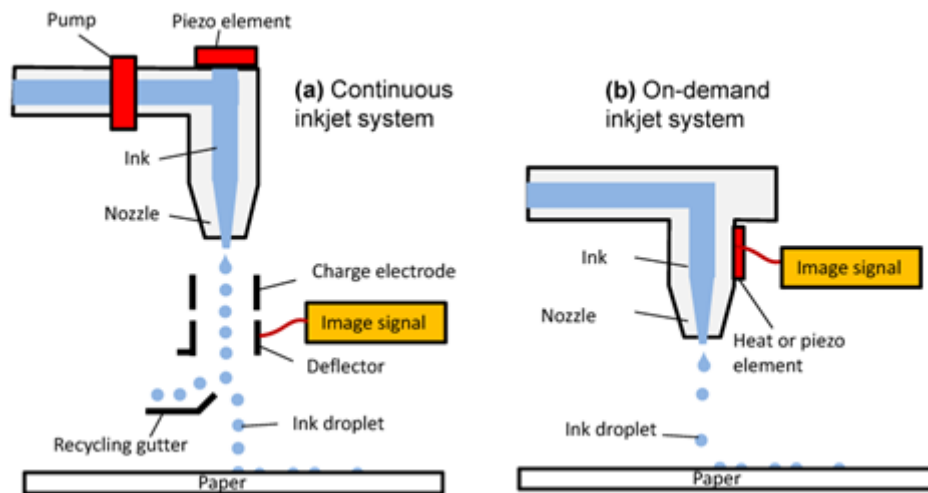 Pump
Piezo element
(a) Continuous
inkjet system
Ink
Nozzle
Charge electrode
Image signal
Deflector
Ink droplet
Recycling gutter
Paper
(b) On-demand
inkjet system
Ink
Image signal
Nozzle
Heat or piezo
element
Ink droplet
Paper